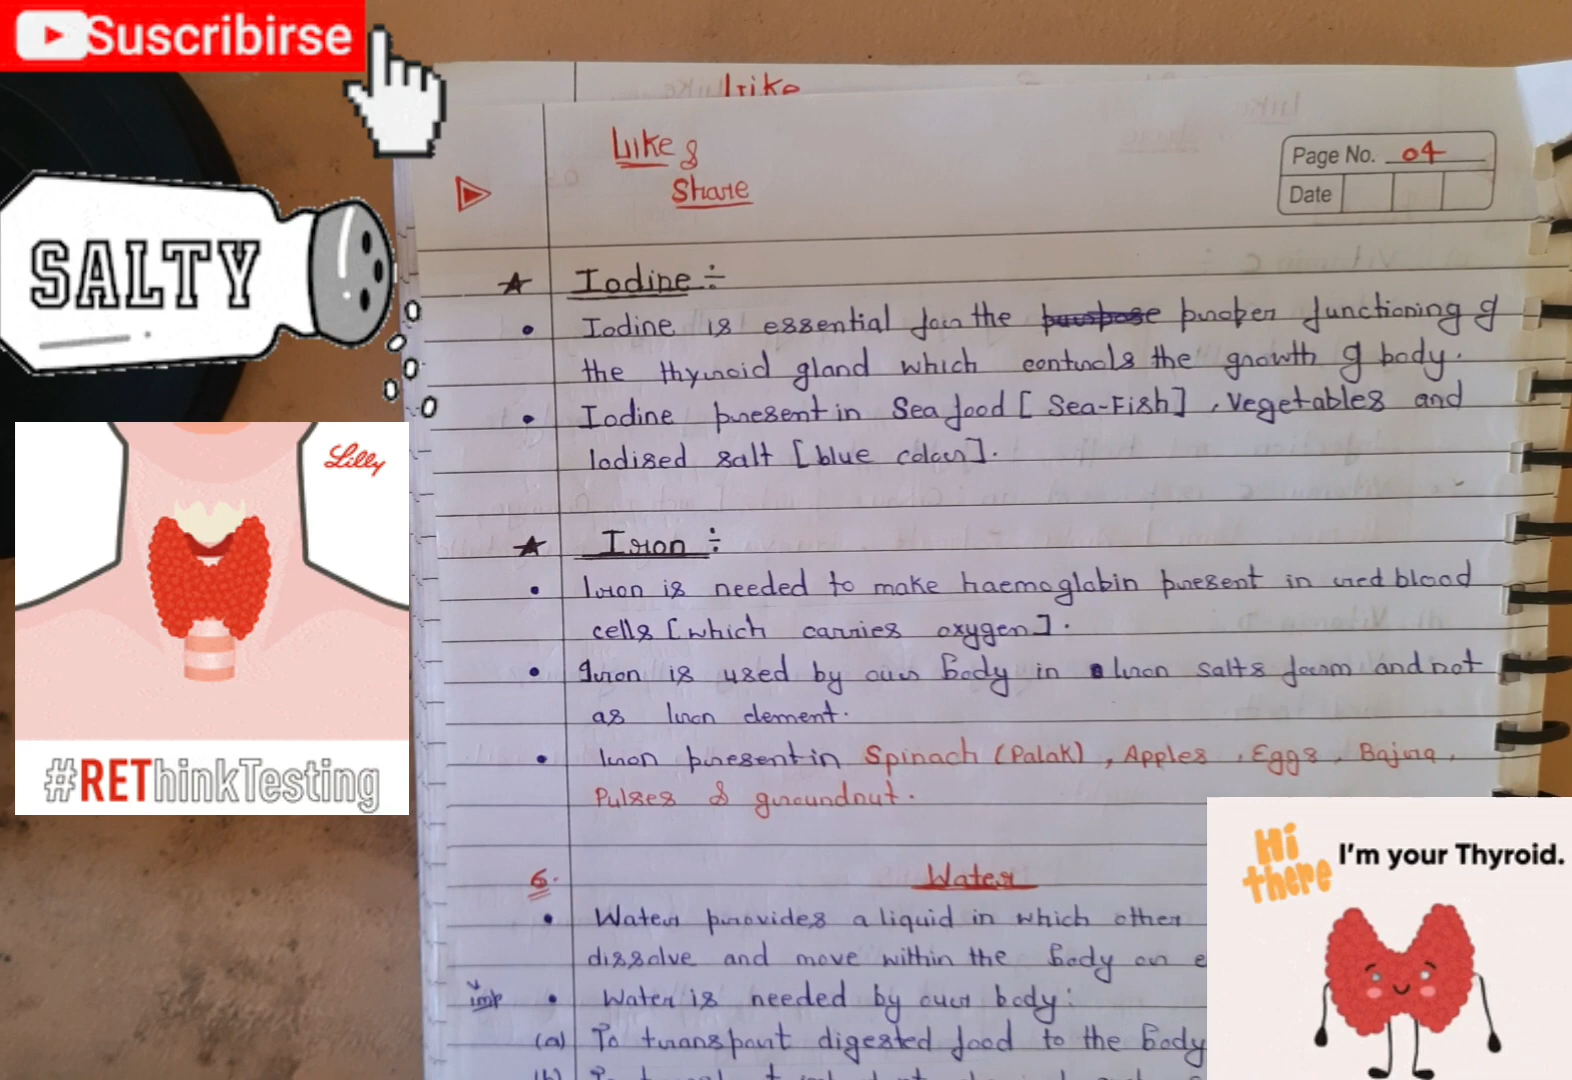 Suscribirse
Irike
Like &
Share
Page No. 04
Date
SALTY
Iodine ÷
• Iodine is essential for the purpose proper functioning of
the thyroid gland which controls the growth of body.
• Iodine present in Sea food [ Sea-Fish] , Vegetables and
Iodised salt [blue colour].
Lilly
#REThinkTesting
Iron ÷
• Iron is needed to make haemoglabin present in red blood
cells [which carries oxygen].
• Iron is used by our Body in Iron salts form and not
as Iron element.
• Iron present in Spinach (Palak) , Apples , Eggs , Bajra ,
Pulses & groundnut.
6. Water
• Water provides a liquid in which other
dissolve and move within the Body or e
imp • Water is needed by our body:
(a) To transport digested food to the Body
(b)
Hi there
I'm your Thyroid.